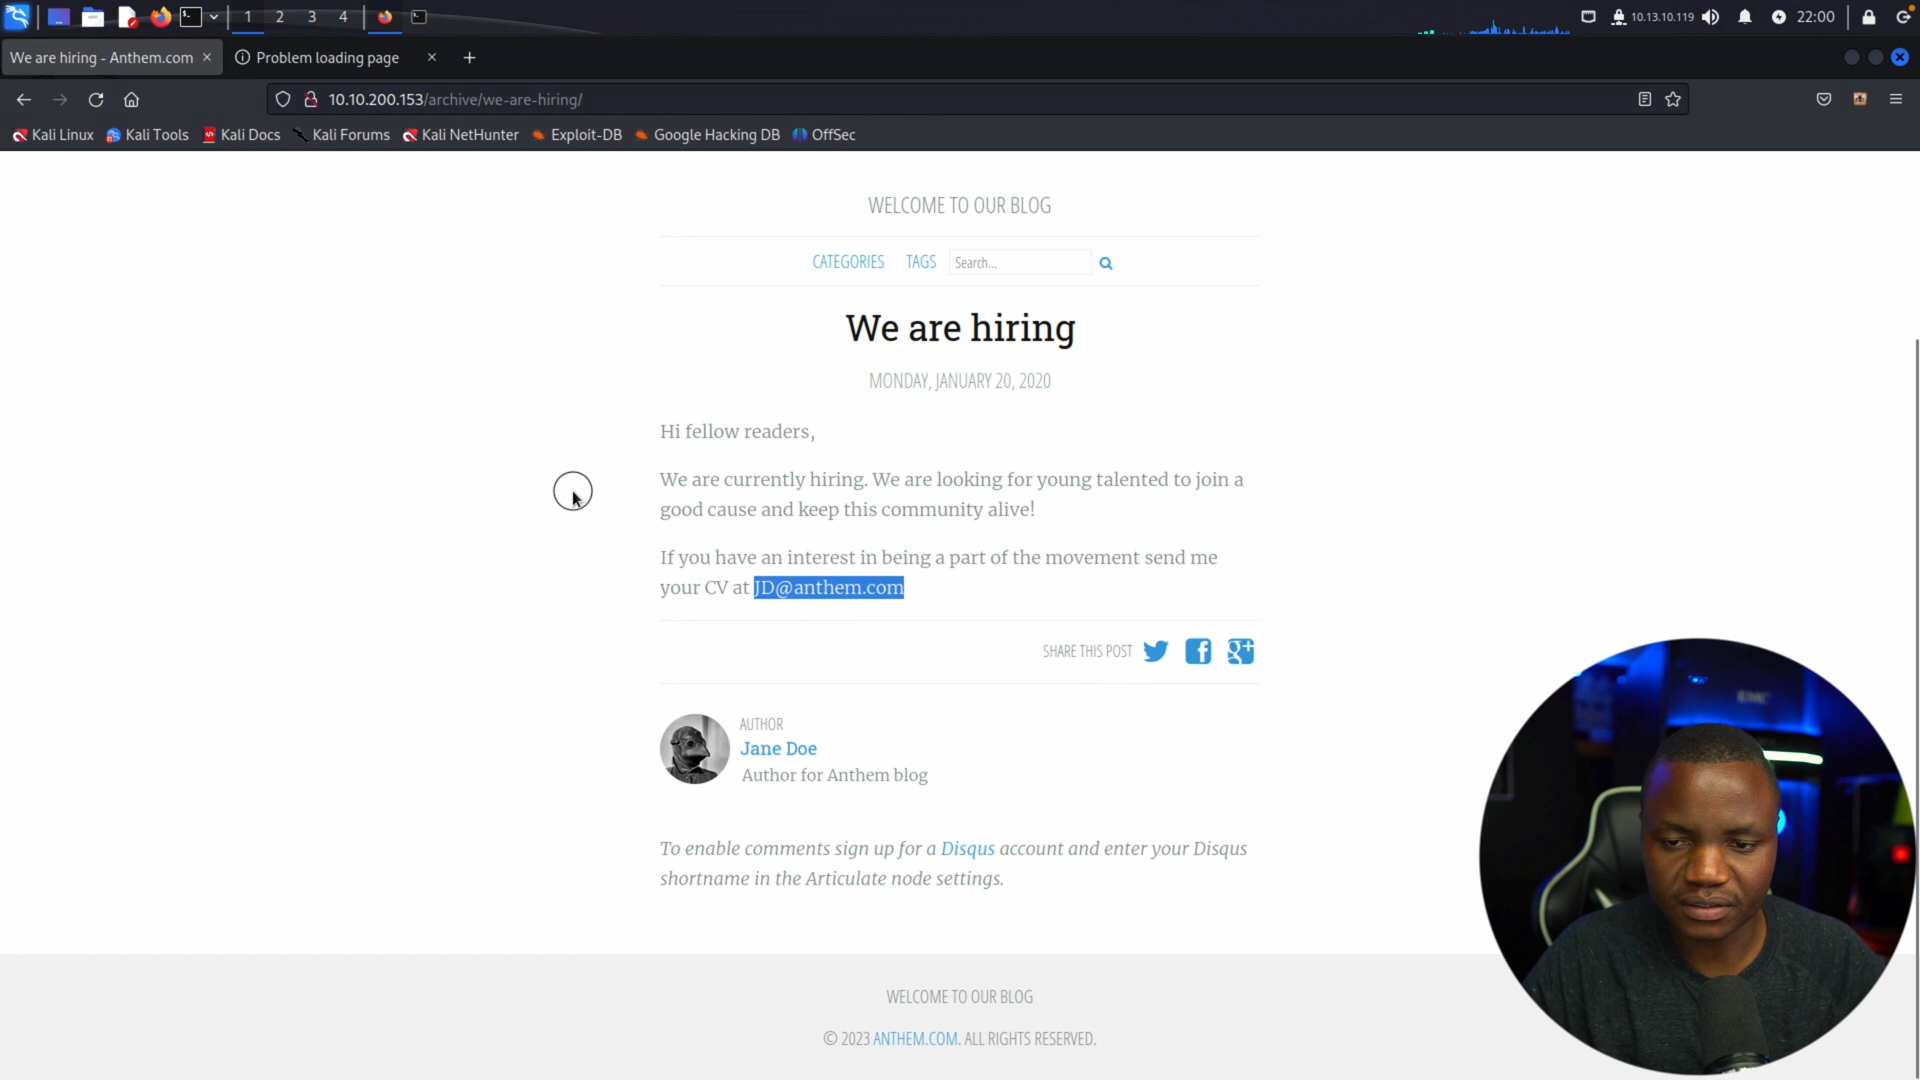 1 2 3 4 10.13.10.119 22:00
We are hiring - Anthem.com Problem loading page
10.10.200.153/archive/we-are-hiring/
Kali Linux Kali Tools Kali Docs Kali Forums Kali NetHunter Exploit-DB Google Hacking DB OffSec
WELCOME TO OUR BLOG
CATEGORIES TAGS Search...
We are hiring
MONDAY, JANUARY 20, 2020
Hi fellow readers,
We are currently hiring. We are looking for young talented to join a
good cause and keep this community alive!
If you have an interest in being a part of the movement send me
your CV at JD@anthem.com
SHARE THIS POST
AUTHOR
Jane Doe
Author for Anthem blog
To enable comments sign up for a Disqus account and enter your Disqus
shortname in the Articulate node settings.
WELCOME TO OUR BLOG
© 2023 ANTHEM.COM. ALL RIGHTS RESERVED.